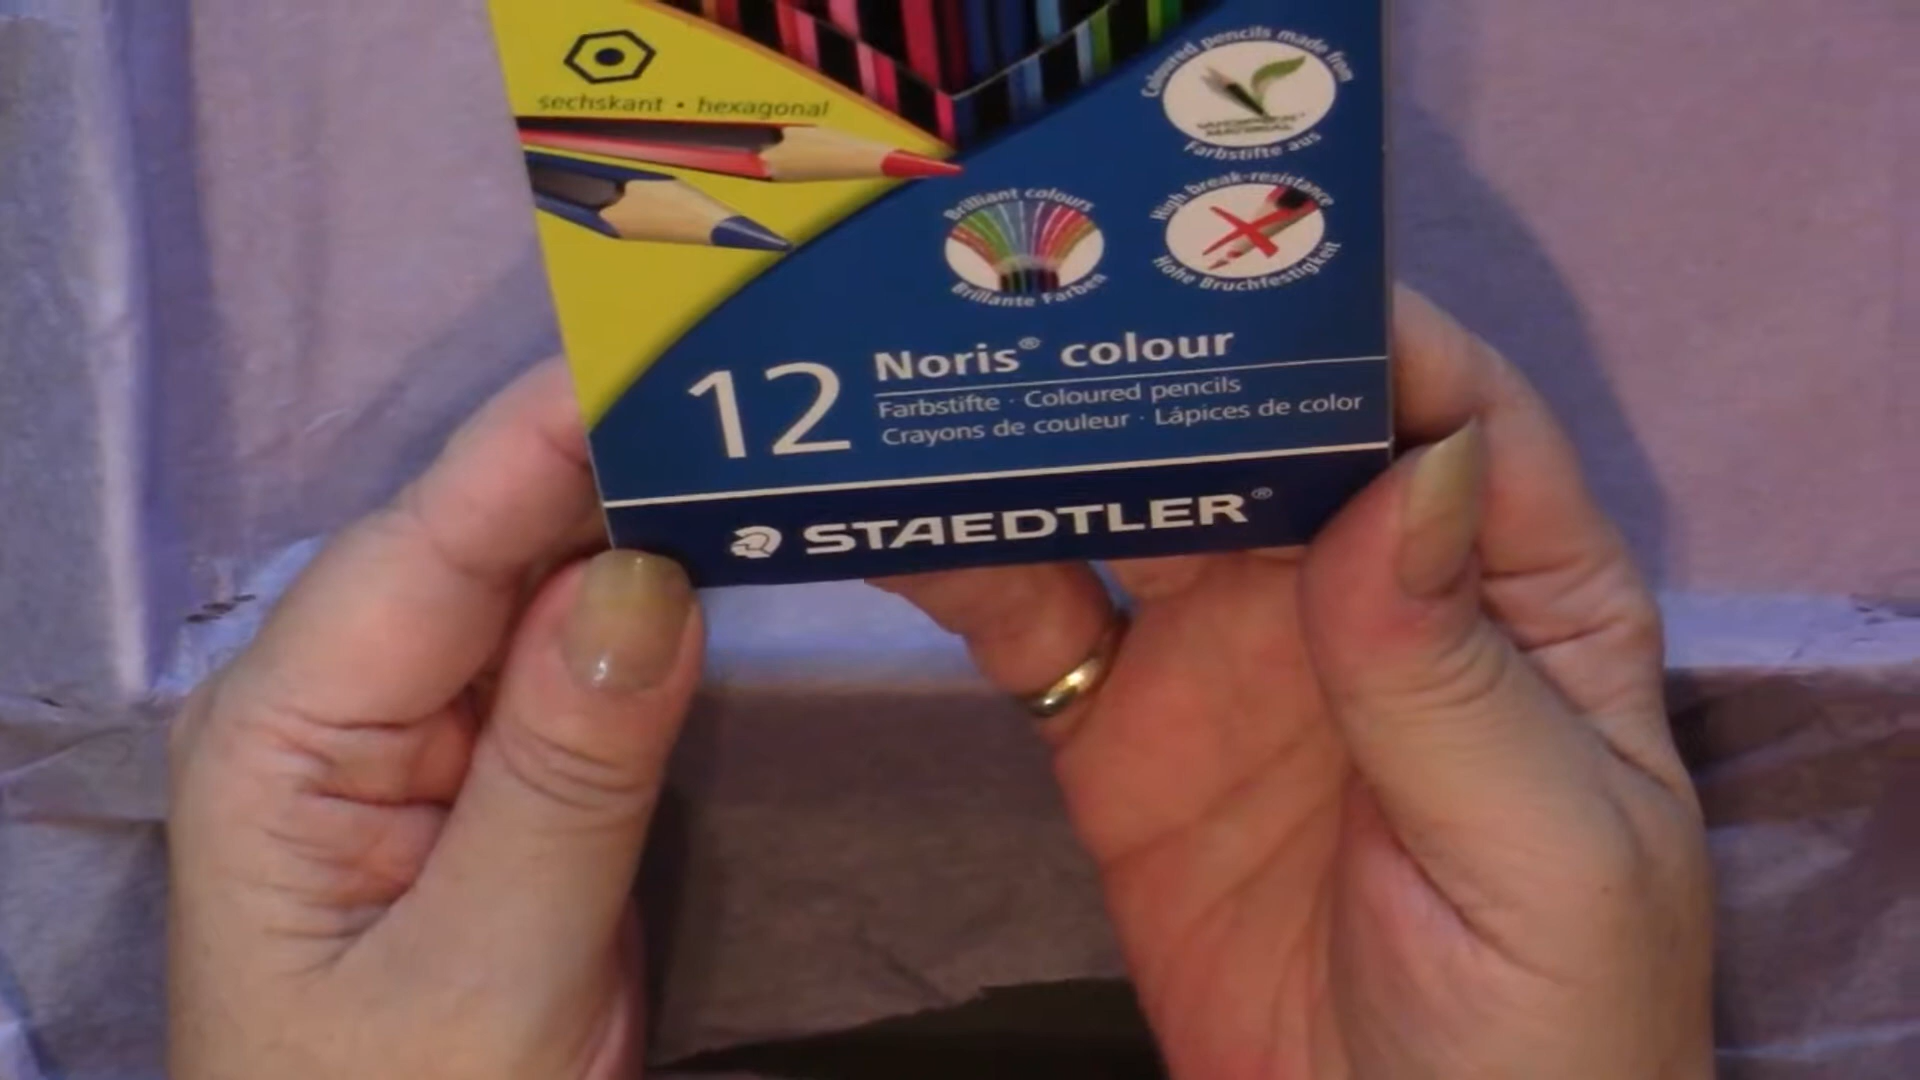 sechskant • hexagonal
Coloured pencils made from
MATERIAL
Farbstifte aus
Brilliant colours
Brillante Farben
High break-resistance
Hohe Bruchfestigkeit
12
Noris® colour
Farbstifte · Coloured pencils
Crayons de couleur · Lápices de color
STAEDTLER®